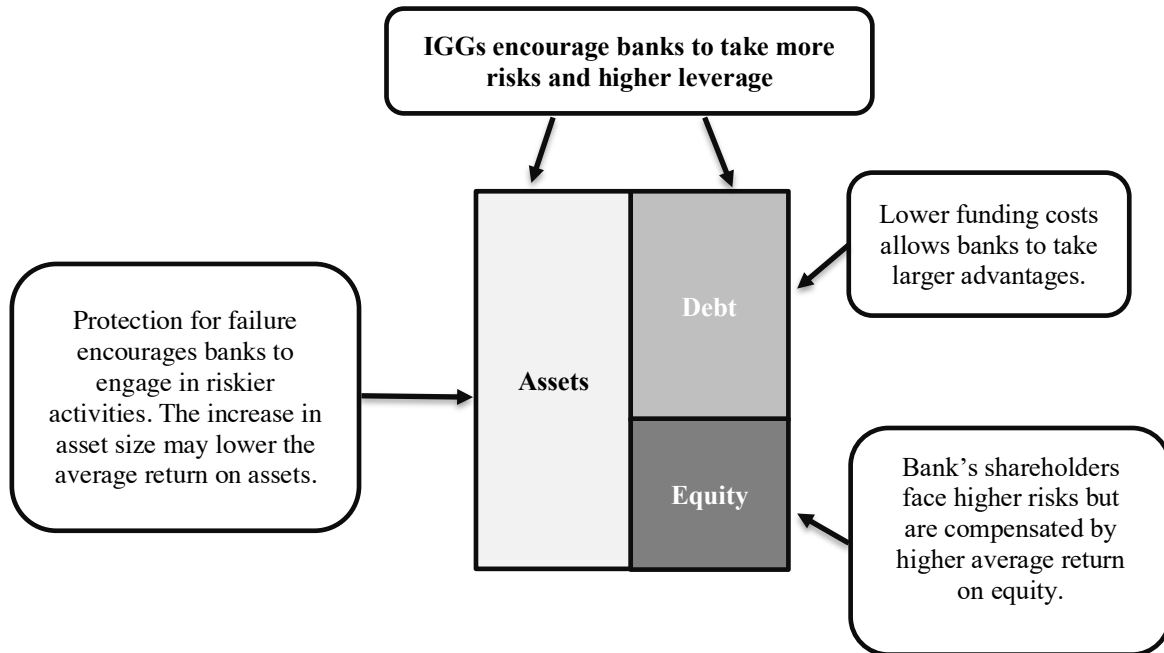 IGGs encourage banks to take more
risks and higher leverage
Lower funding costs
allows banks to take
larger advantages.
Debt
Protection for failure
encourages banks to
engage in riskier
activities. The increase in
asset size may lower the
average return on assets.
Assets
Equity
Bank’s shareholders
face higher risks but
are compensated by
higher average return
on equity.